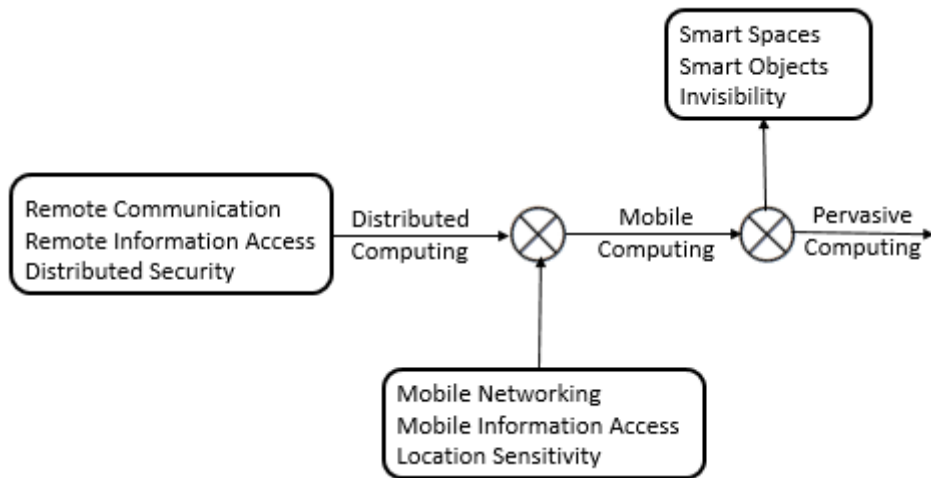 Smart Spaces
Smart Objects
Invisibility
Remote Communication
Remote Information Access
Distributed Security
Distributed
Computing
Mobile
Computing
Pervasive
Computing
Mobile Networking
Mobile Information Access
Location Sensitivity